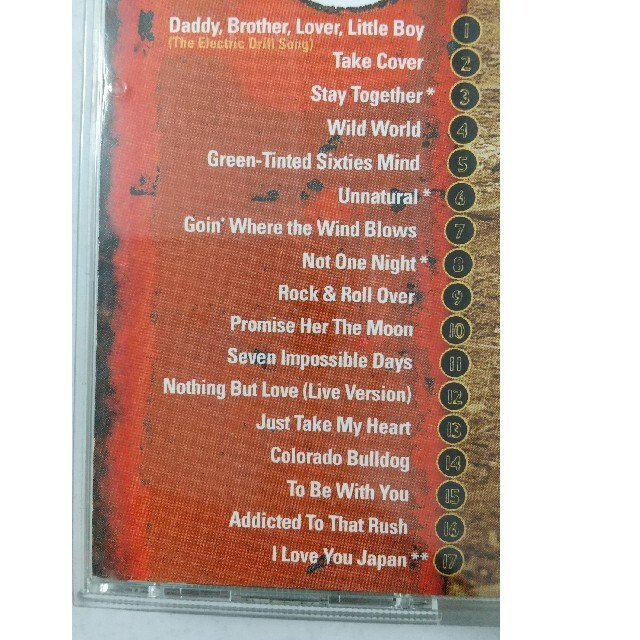 Daddy, Brother, Lover, Little Boy 1
(The Electric Drill Song)
Take Cover 2
Stay Together * 3
Wild World 4
Green-Tinted Sixties Mind 5
Unnatural * 6
Goin' Where the Wind Blows 7
Not One Night * 8
Rock & Roll Over 9
Promise Her The Moon 10
Seven Impossible Days 11
Nothing But Love (Live Version) 12
Just Take My Heart 13
Colorado Bulldog 14
To Be With You 15
Addicted To That Rush 16
I Love You Japan ** 17